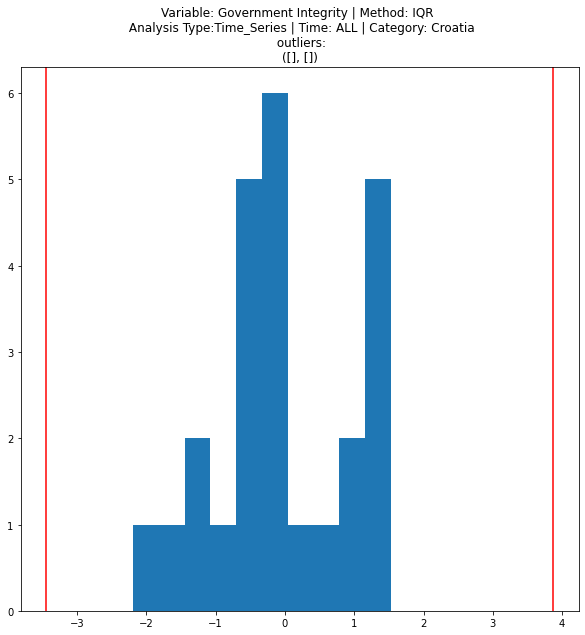 Variable: Government Integrity | Method: IQR
Analysis Type:Time_Series | Time: ALL | Category: Croatia
outliers:
([], [])
6
5
4
3
2
1
0
−3 −2 −1 0 1 2 3 4